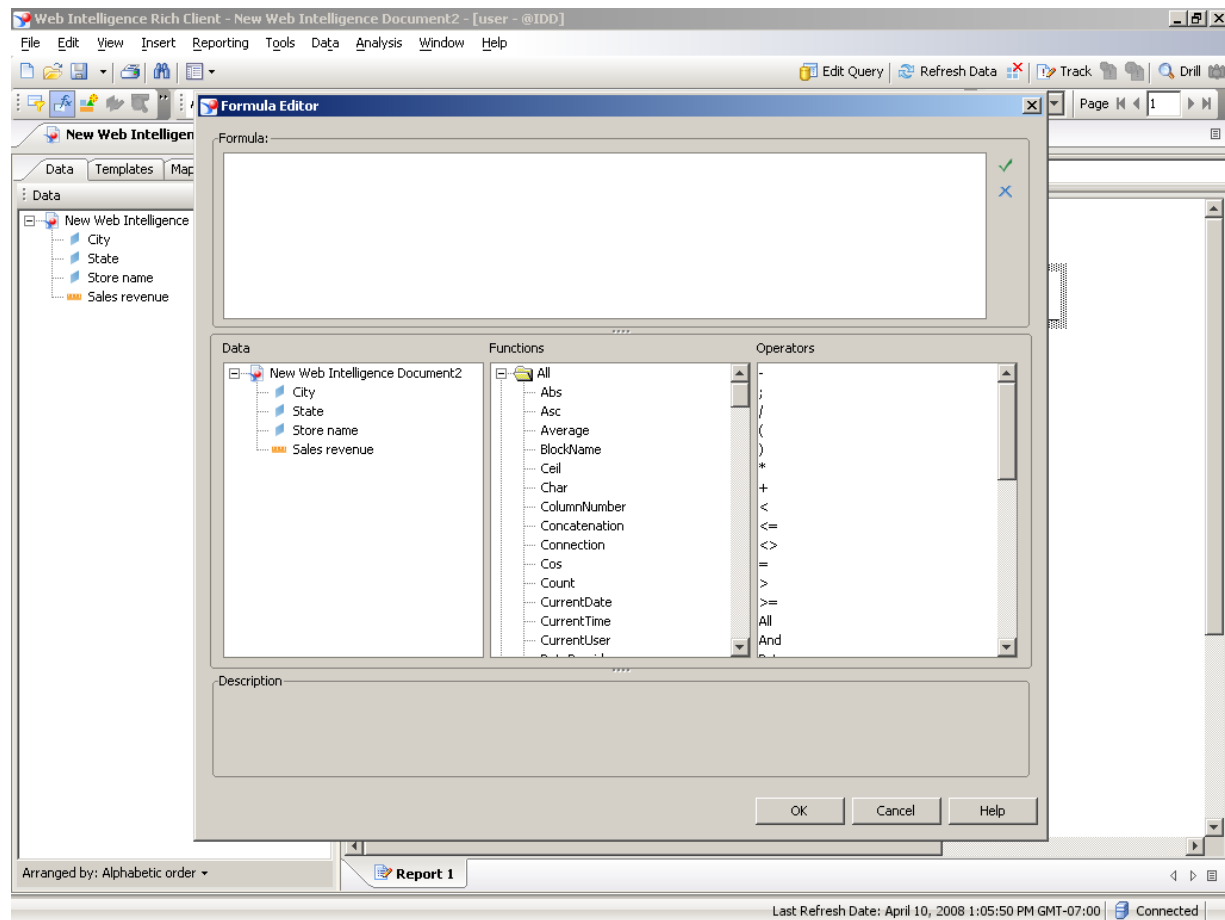 Web Intelligence Rich Client - New Web Intelligence Document2 - [user - @IDD]
File Edit View Insert Reporting Tools Data Analysis Window Help
Edit Query Refresh Data Track Drill
Formula Editor
Page 1
New Web Intelligen
Formula:
Data Templates Map
Data
New Web Intelligence
City
State
Store name
Sales revenue
Data
New Web Intelligence Document2
City
State
Store name
Sales revenue
Functions
All
Abs
Asc
Average
BlockName
Ceil
Char
ColumnNumber
Concatenation
Connection
Cos
Count
CurrentDate
CurrentTime
CurrentUser
Operators
-
;
/
(
)
*
+
<
<=
<>
=
>
>=
All
And
Description
OK Cancel Help
Arranged by: Alphabetic order
Report 1
Last Refresh Date: April 10, 2008 1:05:50 PM GMT-07:00 Connected